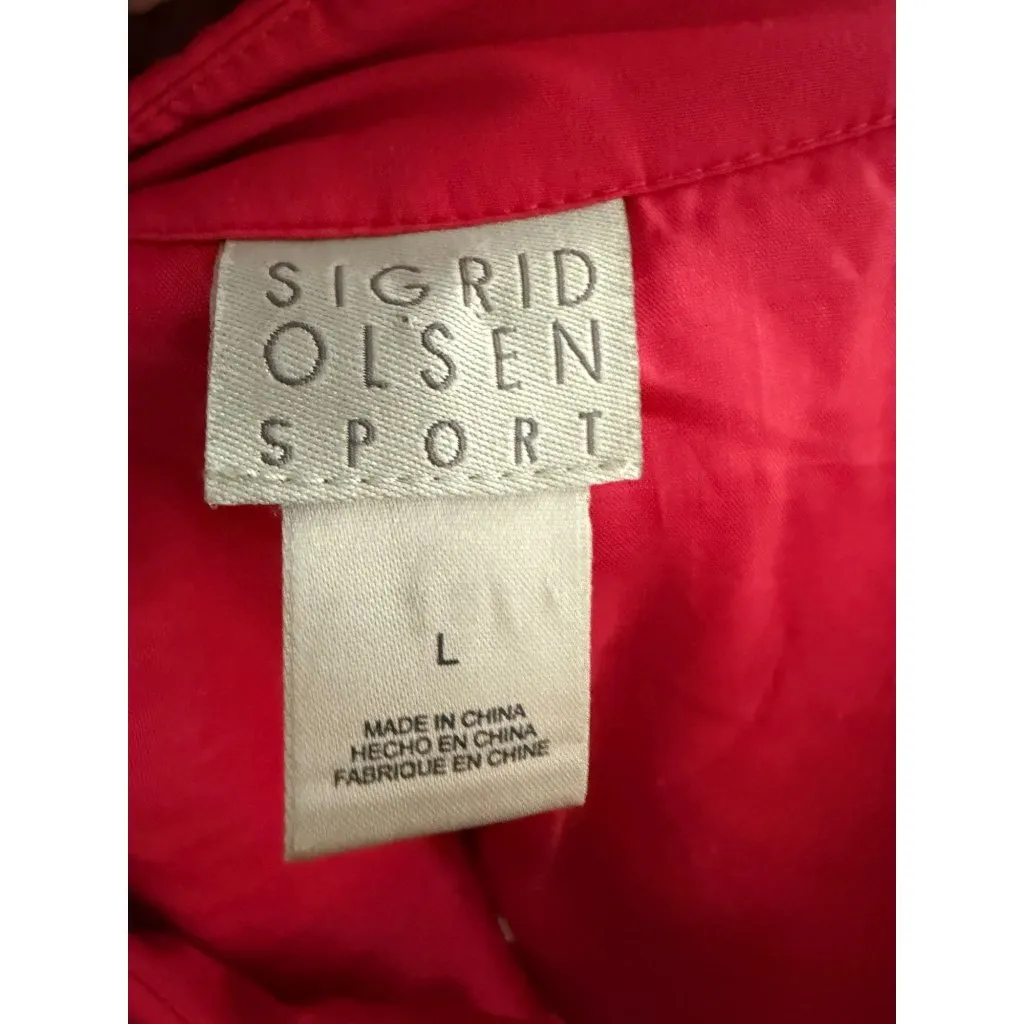 SIGRID
OLSEN
SPORT
L
MADE IN CHINA
HECHO EN CHINA
FABRIQUE EN CHINE